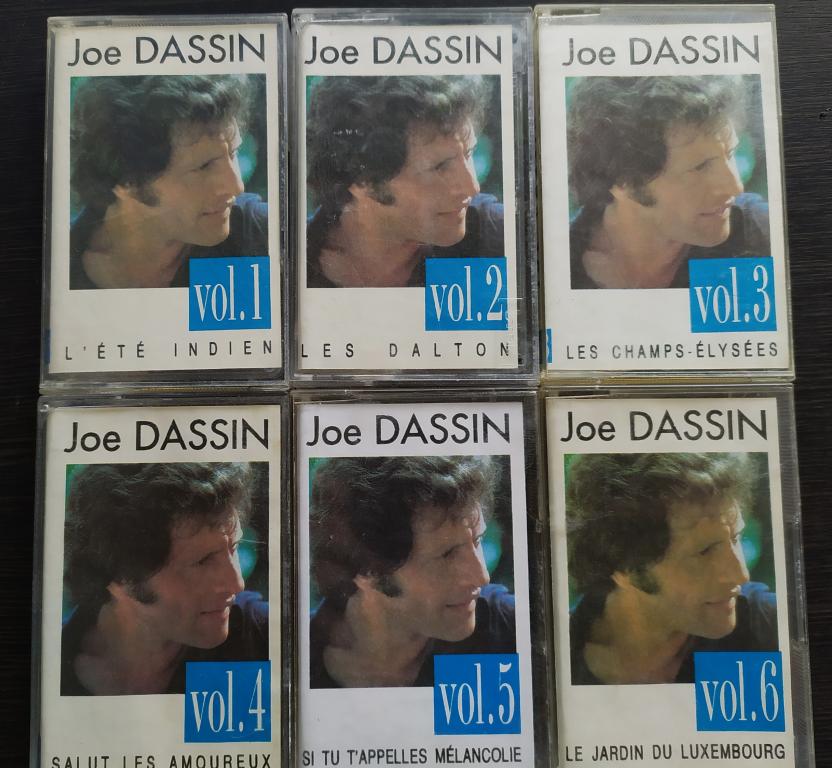 Joe DASSIN
vol.1
L'ÉTÉ INDIEN
Joe DASSIN
vol.2
LES DALTON
Joe DASSIN
vol.3
LES CHAMPS-ÉLYSÉES
Joe DASSIN
vol.4
SALUT LES AMOUREUX
Joe DASSIN
vol.5
SI TU T'APPELLES MÉLANCOLIE
Joe DASSIN
vol.6
LE JARDIN DU LUXEMBOURG